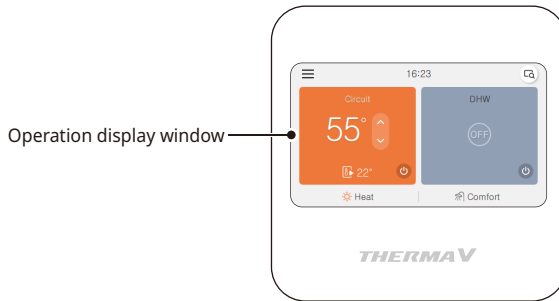 16:23
Circuit
DHW
Operation display window
55°
OFF
22°
Heat
Comfort
THERMA V